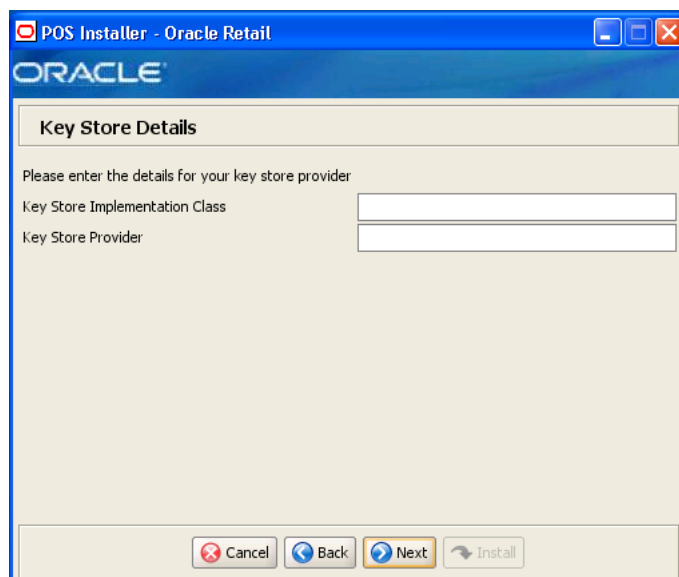 POS Installer - Oracle Retail
ORACLE
Key Store Details
Please enter the details for your key store provider
Key Store Implementation Class
Key Store Provider
Cancel Back Next Install